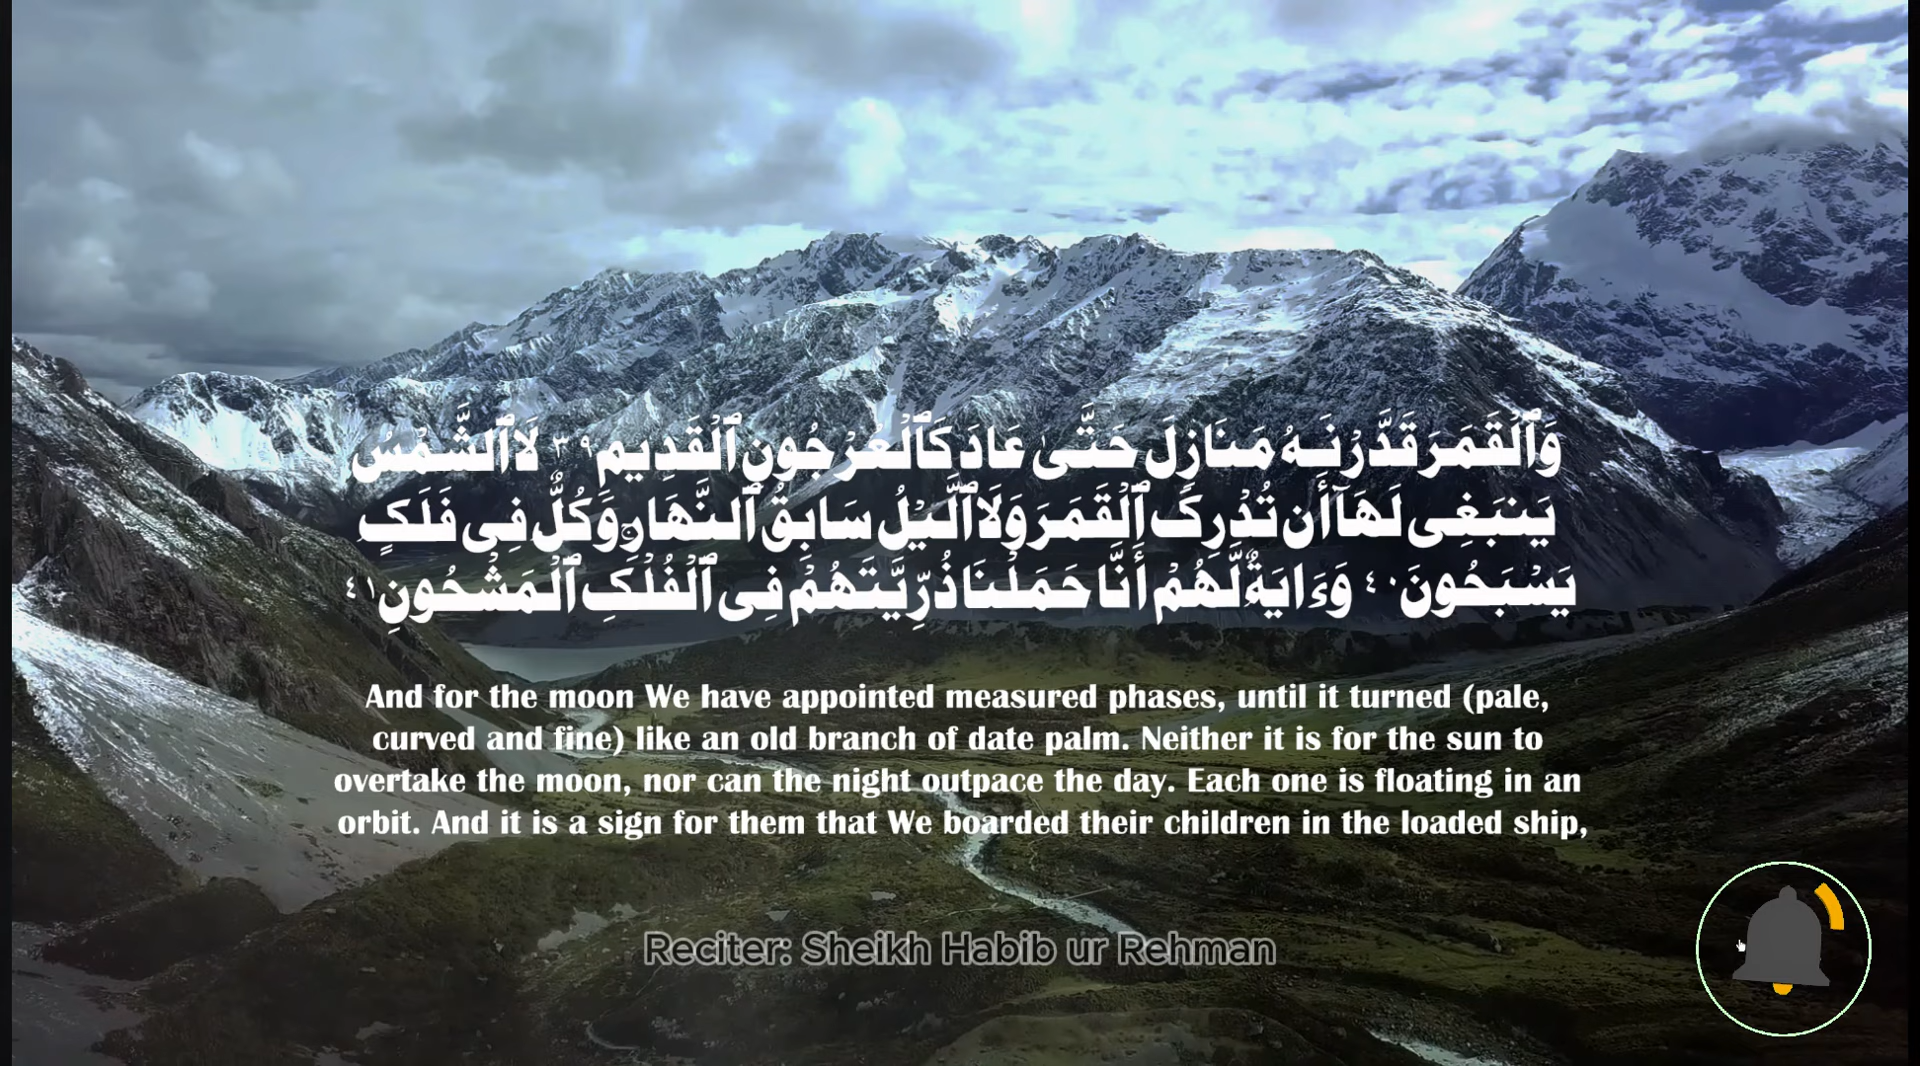 وَٱلْقَمَرَ قَدَّرْنَـٰهُ مَنَازِلَ حَتَّىٰ عَادَ كَٱلْعُرْجُونِ ٱلْقَدِيمِ ٣٩ لَا ٱلشَّمْسُ
يَنۢبَغِى لَهَآ أَن تُدْرِكَ ٱلْقَمَرَ وَلَا ٱلَّيْلُ سَابِقُ ٱلنَّهَارِ ۚ وَكُلٌّ فِى فَلَكٍ
يَسْبَحُونَ ٤٠ وَءَايَةٌ لَّهُمْ أَنَّا حَمَلْنَا ذُرِّيَّتَهُمْ فِى ٱلْفُلْكِ ٱلْمَشْحُونِ ٤١
And for the moon We have appointed measured phases, until it turned (pale,
curved and fine) like an old branch of date palm. Neither it is for the sun to
overtake the moon, nor can the night outpace the day. Each one is floating in an
orbit. And it is a sign for them that We boarded their children in the loaded ship,
Reciter: Sheikh Habib ur Rehman